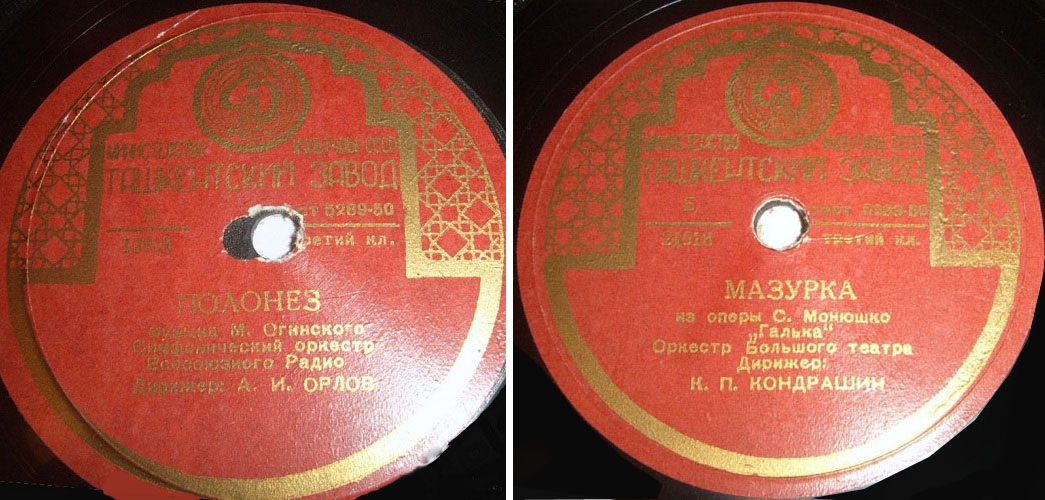 МИНИСТЕРСТВО КУЛЬТУРЫ СССР
ТАШКЕНТСКИЙ ЗАВОД
5289-50
третий кл.
ПОЛОНЕЗ
музыка М. Огинского
Симфонический оркестр
Всесоюзного Радио
Дирижер: А. И. ОРЛОВ
МИНИСТЕРСТВО КУЛЬТУРЫ СССР
ТАШКЕНТСКИЙ ЗАВОД
5
гост 5289-50
третий кл.
МАЗУРКА
из оперы С. Монюшко
„Галька“
Оркестр Большого театра
Дирижер:
К. П. КОНДРАШИН